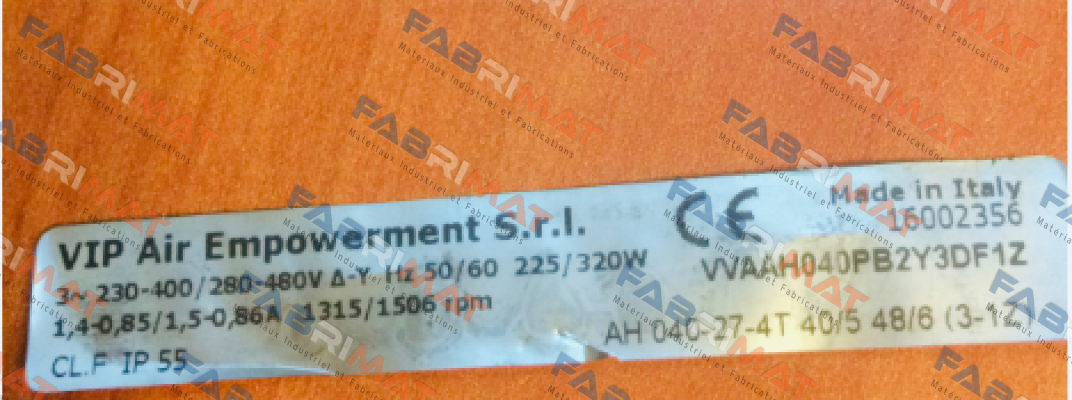 VIP Air Empowerment S.r.l.
3~ 230-400/280-480V Δ-Y Hz 50/60 225/320W
1,4-0,85/1,5-0,86A 1315/1506 rpm
CL.F IP 55
CE
Made in Italy
16002356
VVAAH040PB2Y3DF1Z
AH 040-27-4T 40/5 48/6 (3-1Z)
FABRIMAT
Matériaux Industriel et Fabrications